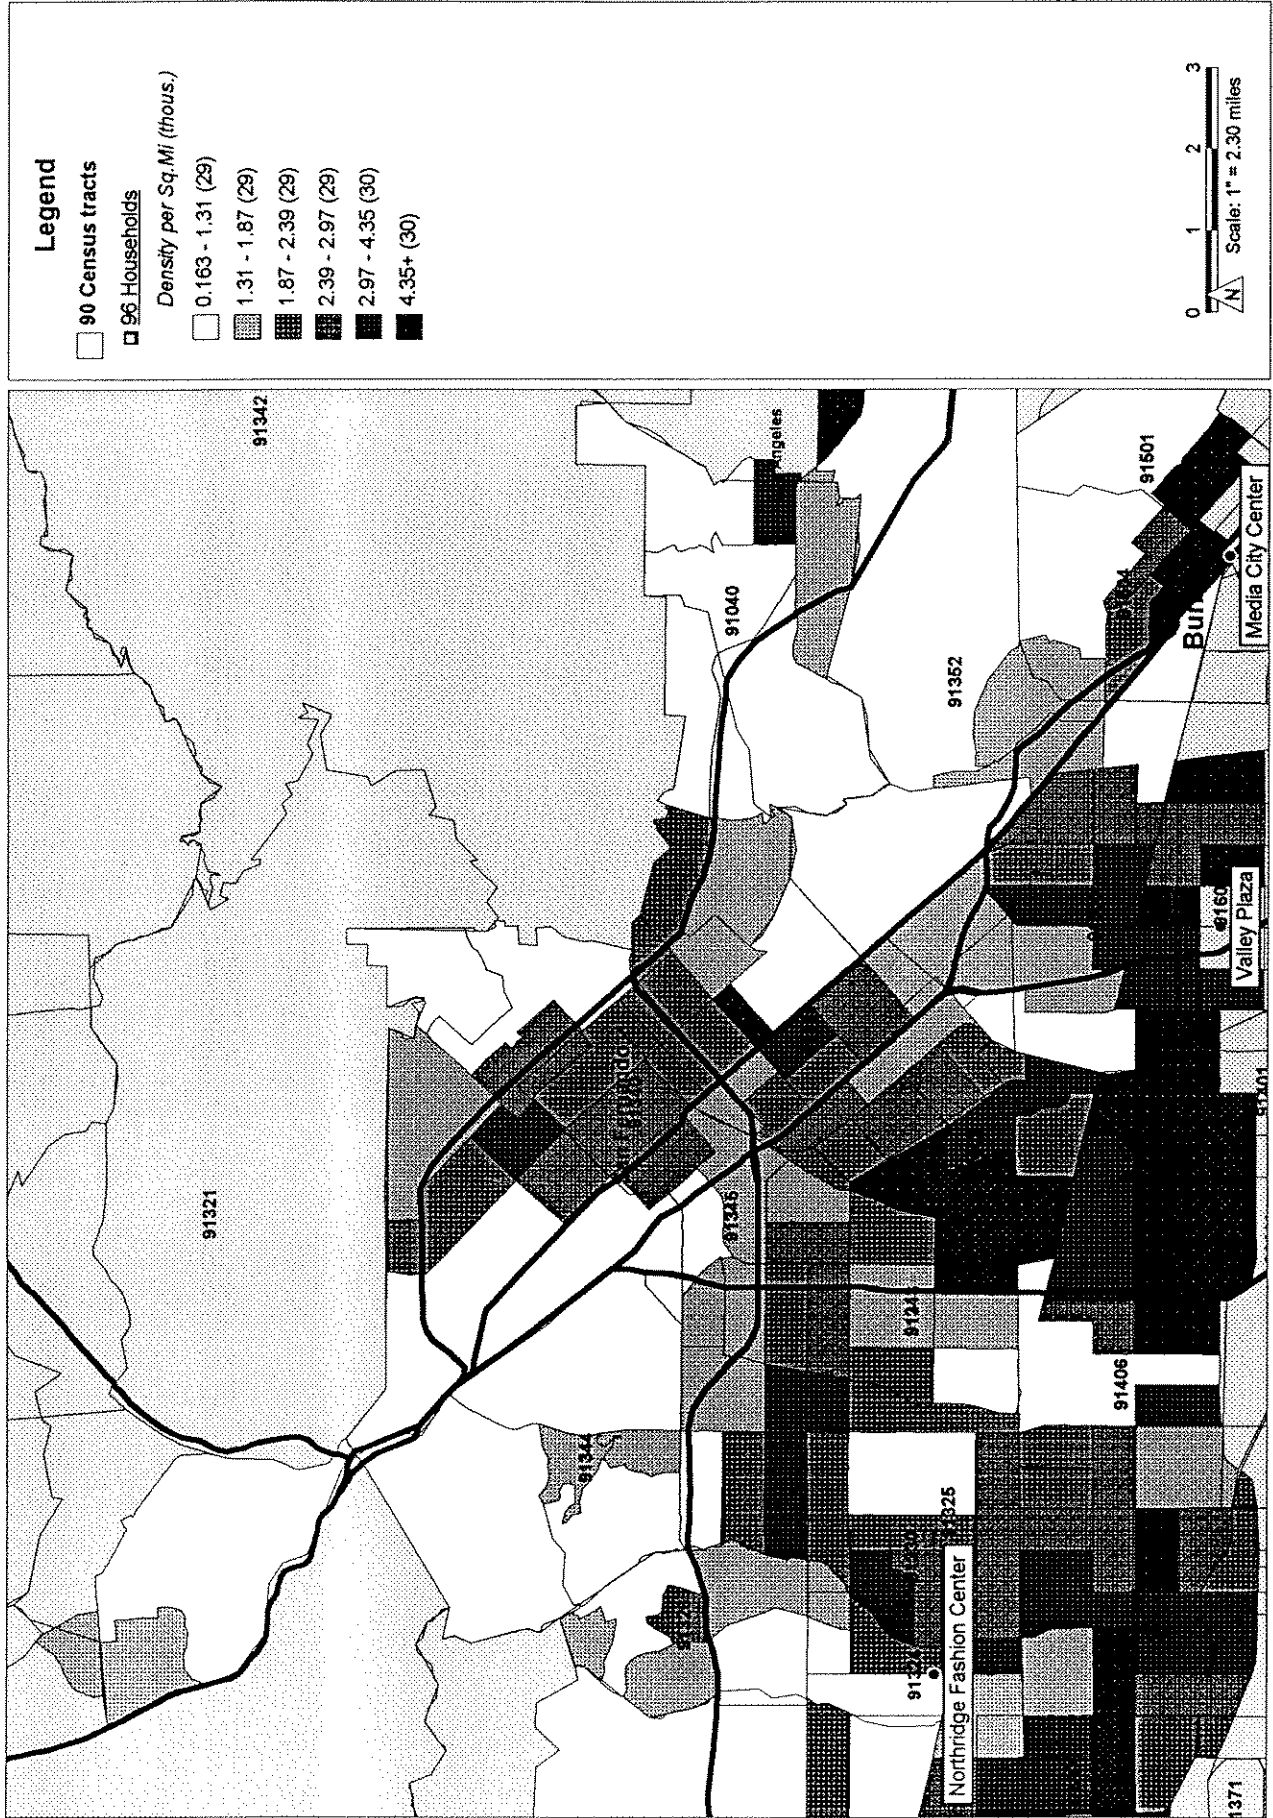 Legend
90 Census tracts
96 Households
Density per Sq.Mi (thous.)
0.163 - 1.31 (29)
1.31 - 1.87 (29)
1.87 - 2.39 (29)
2.39 - 2.97 (29)
2.97 - 4.35 (30)
4.35+ (30)
0 1 2 3
N
Scale: 1" = 2.30 miles
91342
91321
Angeles
91040
91501
91352
Bur
Media City Center
91344
91345
91406
91325
Northridge Fashion Center
Valley Plaza
1371